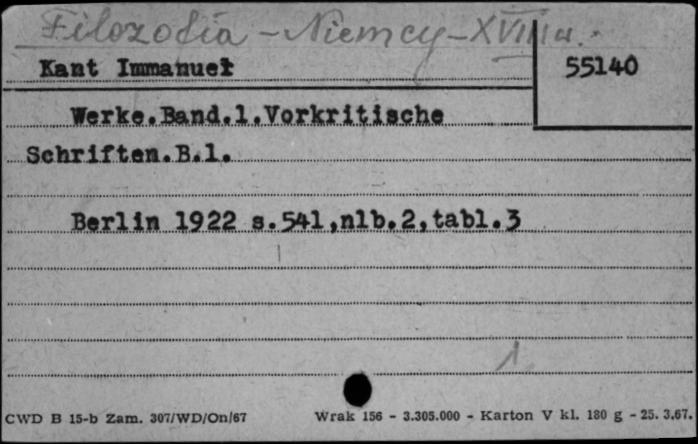 Filozofia - Niemcy - XVIII w.
Kant Immanuel
55140
Werke.Band.1.Vorkritische
Schriften.B.1.
Berlin 1922 s.541,nlb.2,tabl.3
1
CWD B 15-b Zam. 307/WD/On/67
Wrak 156 - 3.305.000 - Karton V kl. 180 g - 25. 3.67.